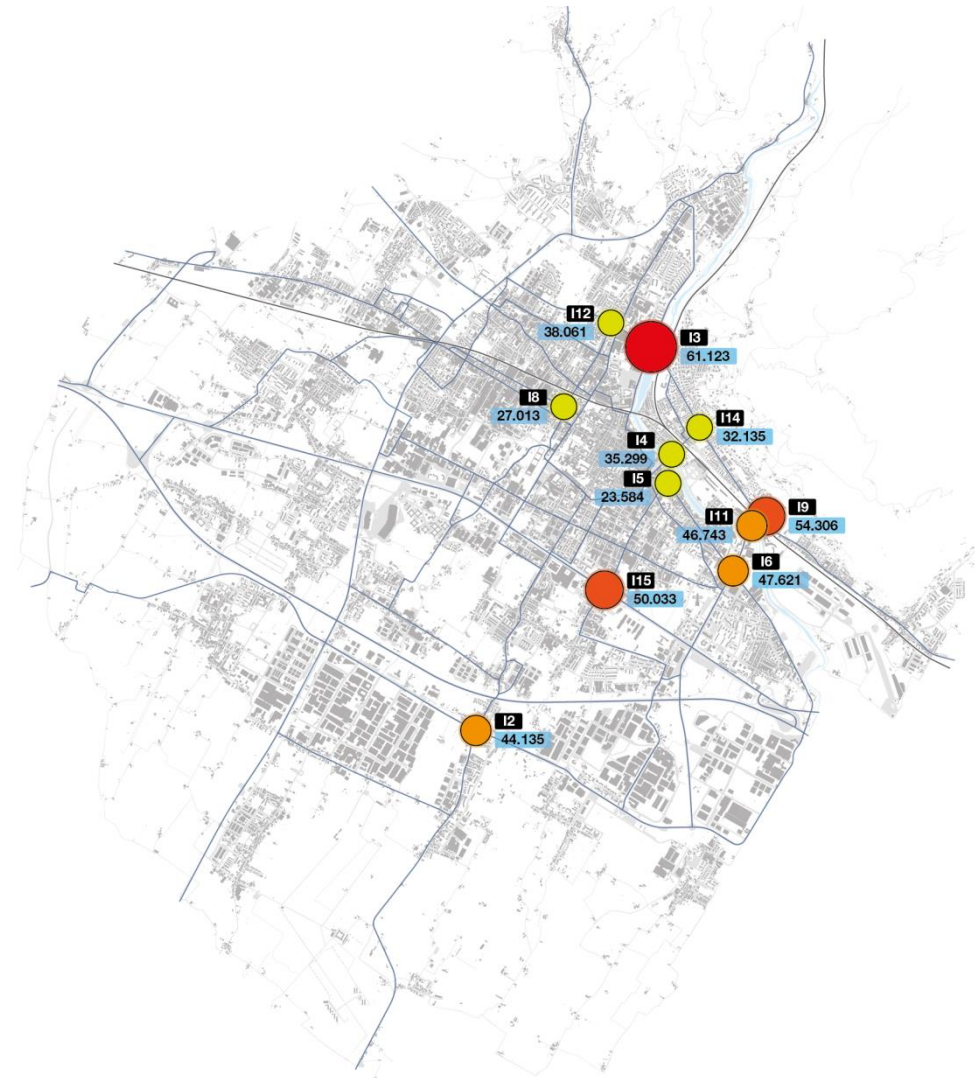 I12
38.061
I3
61.123
I8
27.013
I14
32.135
I4
35.299
I5
23.584
I9
54.306
I11
46.743
I6
47.621
I15
50.033
I2
44.135